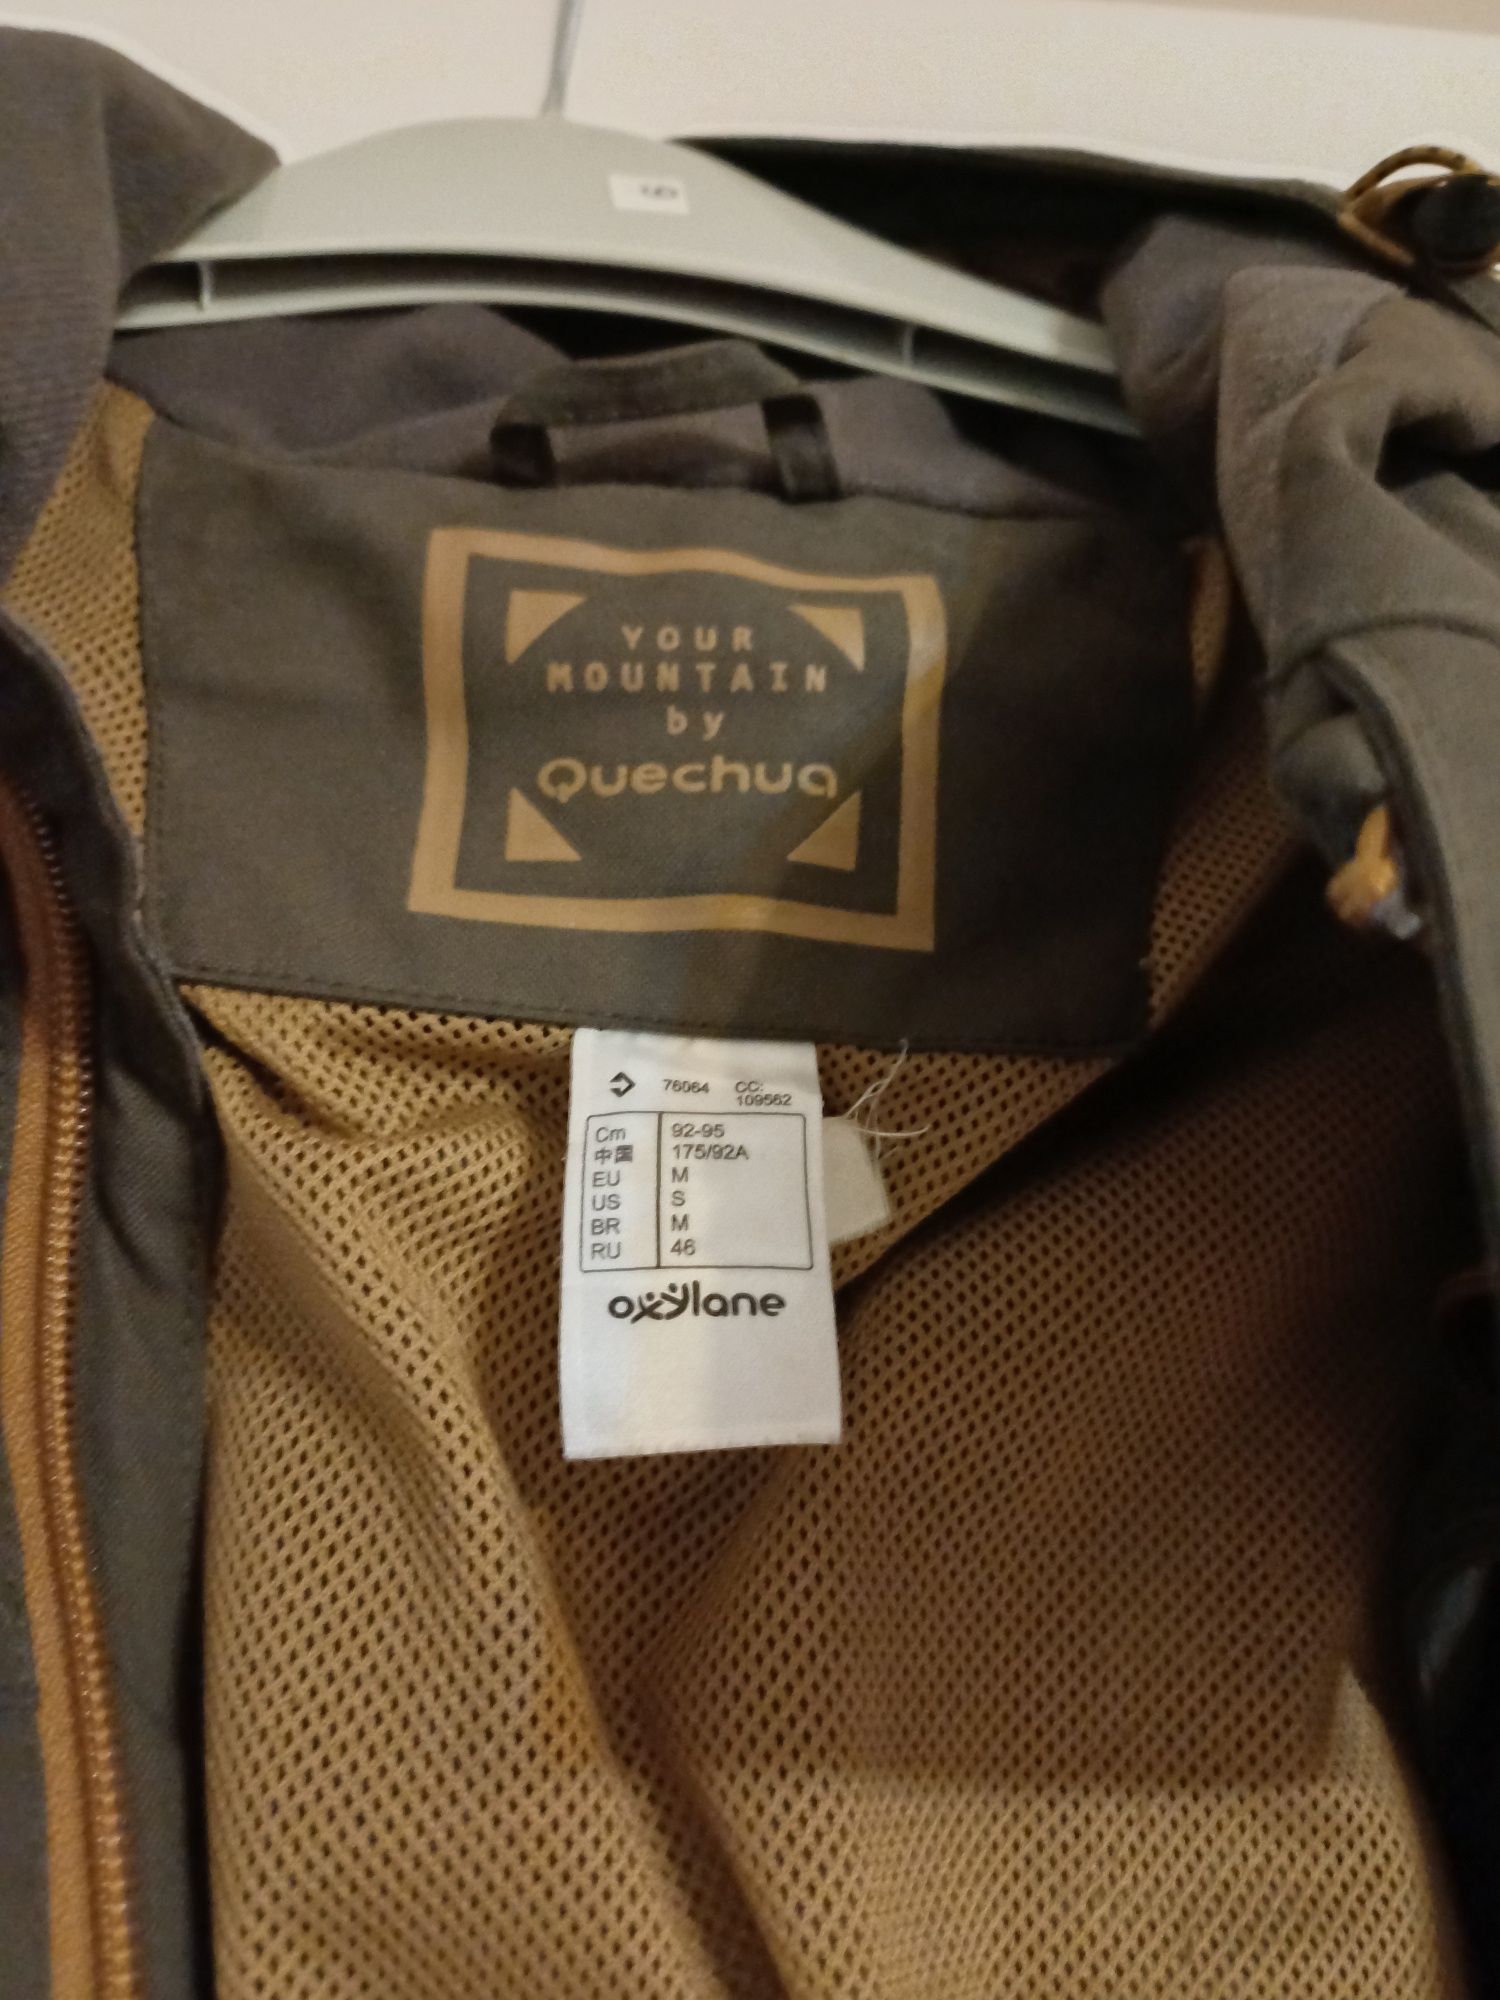 6
YOUR
MOUNTAIN
by
Quechua
76064 CC:
109562
Cm 92-95
中国 175/92A
EU M
US S
BR M
RU 46
oxylane